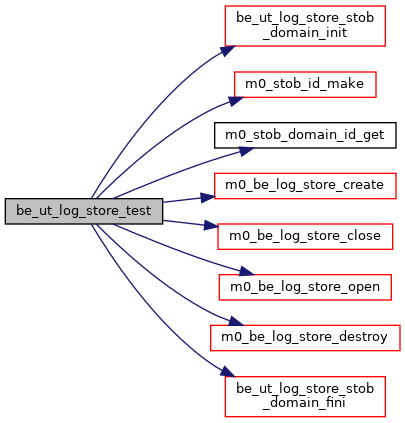 be_ut_log_store_stob
_domain_init
m0_stob_id_make
m0_stob_domain_id_get
m0_be_log_store_create
be_ut_log_store_test
m0_be_log_store_close
m0_be_log_store_open
m0_be_log_store_destroy
be_ut_log_store_stob
_domain_fini